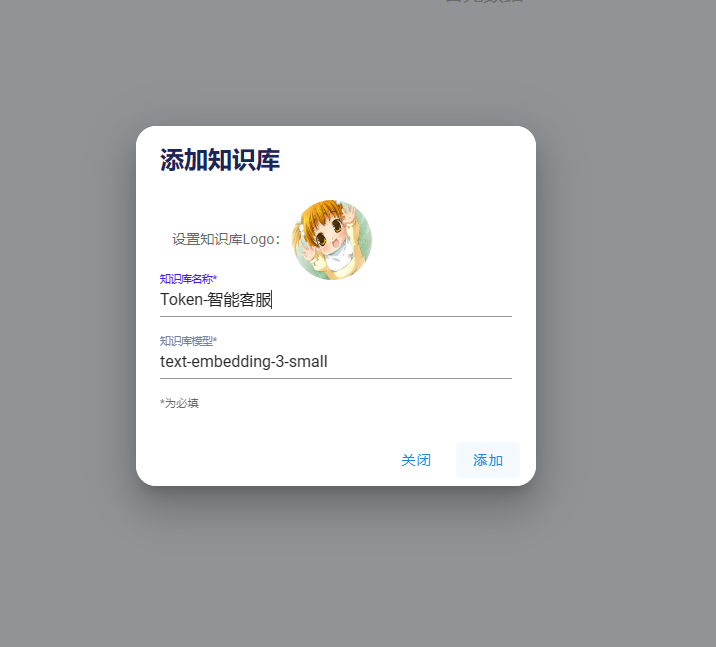 添加知识库
设置知识库Logo：
知识库名称*
Token-智能客服
知识库模型*
text-embedding-3-small
*为必填
关闭 添加